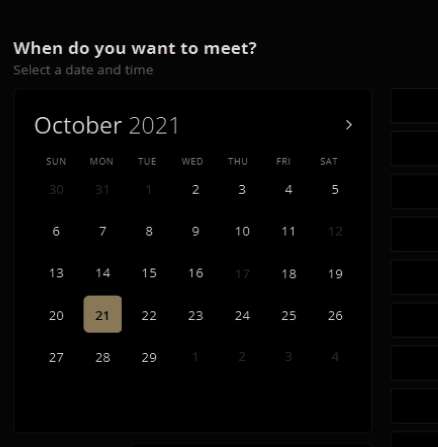 When do you want to meet?
Select a date and time
October 2021
SUN MON TUE WED THU FRI SAT
30 31 1 2 3 4 5
6 7 8 9 10 11 12
13 14 15 16 17 18 19
20 21 22 23 24 25 26
27 28 29 1 2 3 4